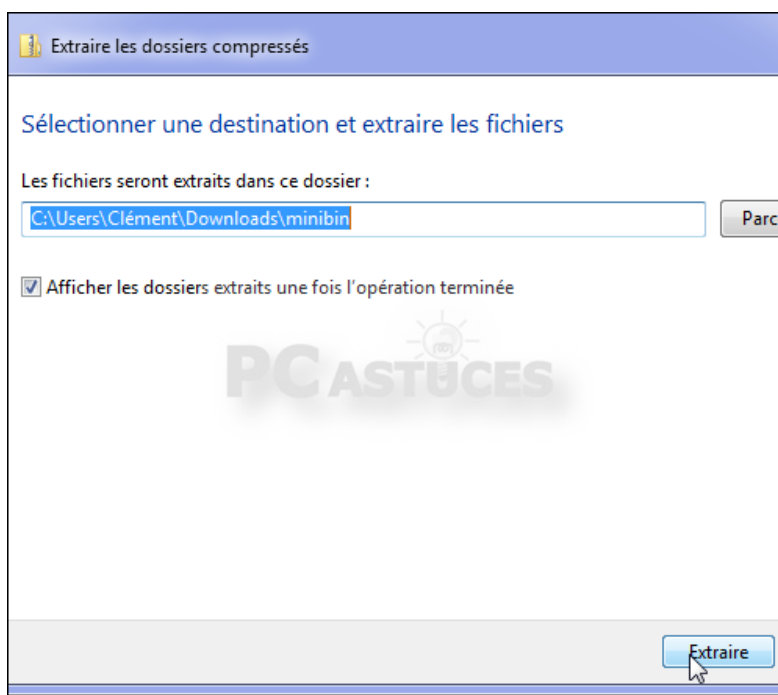 Extraire les dossiers compressés
Sélectionner une destination et extraire les fichiers
Les fichiers seront extraits dans ce dossier :
C:\Users\Clément\Downloads\minibin
Parc
Afficher les dossiers extraits une fois l'opération terminée
PC ASTUCES
Extraire